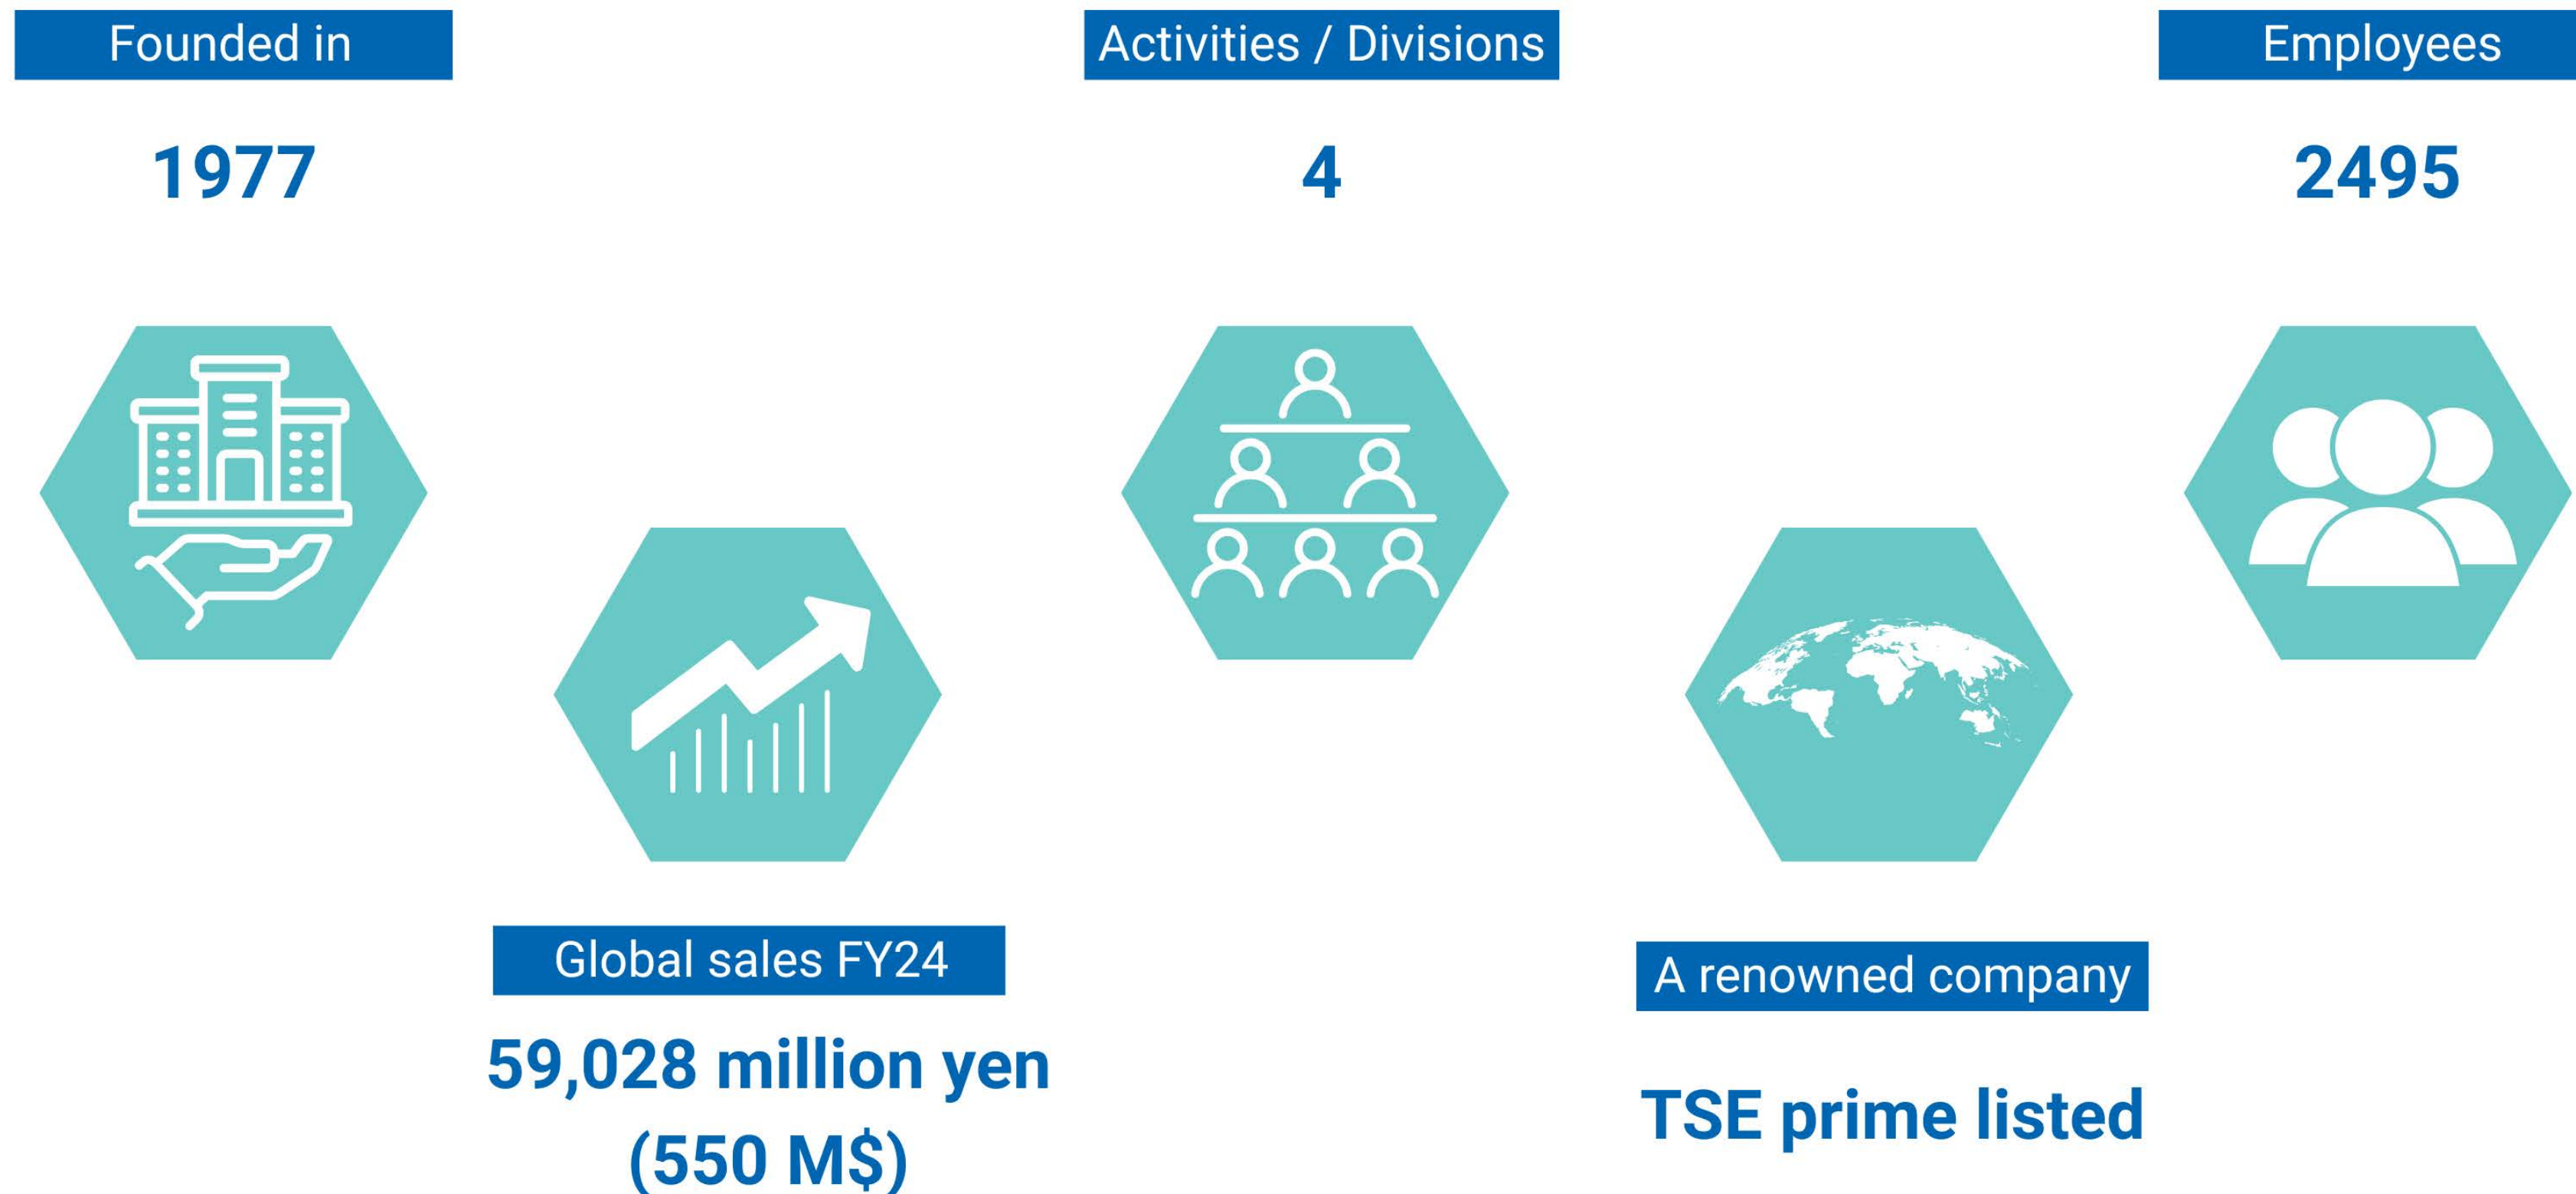 Founded in
1977
Activities / Divisions
4
Employees
2495
Global sales FY24
59,028 million yen
(550 M$)
A renowned company
TSE prime listed